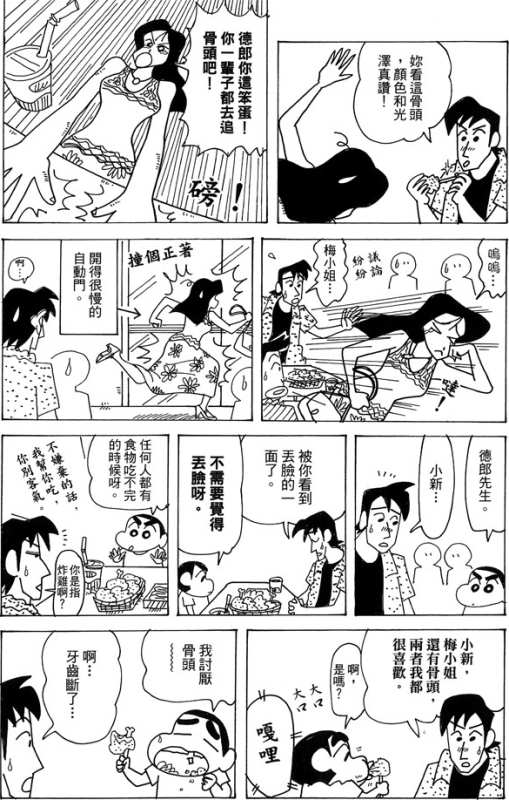 妳看這骨頭
，顏色和光
澤真讚！
德郎你這笨蛋！
你一輩子都去追
骨頭吧！
磅！
嗚嗚…
議論
紛紛
梅小姐…
噠！
撞個正著
開得很慢的
自動門。
啊…
德郎先生。
小新…
被你看到
丟臉的一
面了。
不需要覺得
丟臉呀。
任何人都有
食物吃不完
的時候呀。
不嫌棄的話，
我幫你吃，
你別客氣。
你是指
炸雞啊？
小新，
梅小姐
還有骨頭，
兩者我都
很喜歡。
啊，
是嗎？
大口
大口
嘎哩
我討厭
骨頭
啊…
牙齒斷了…